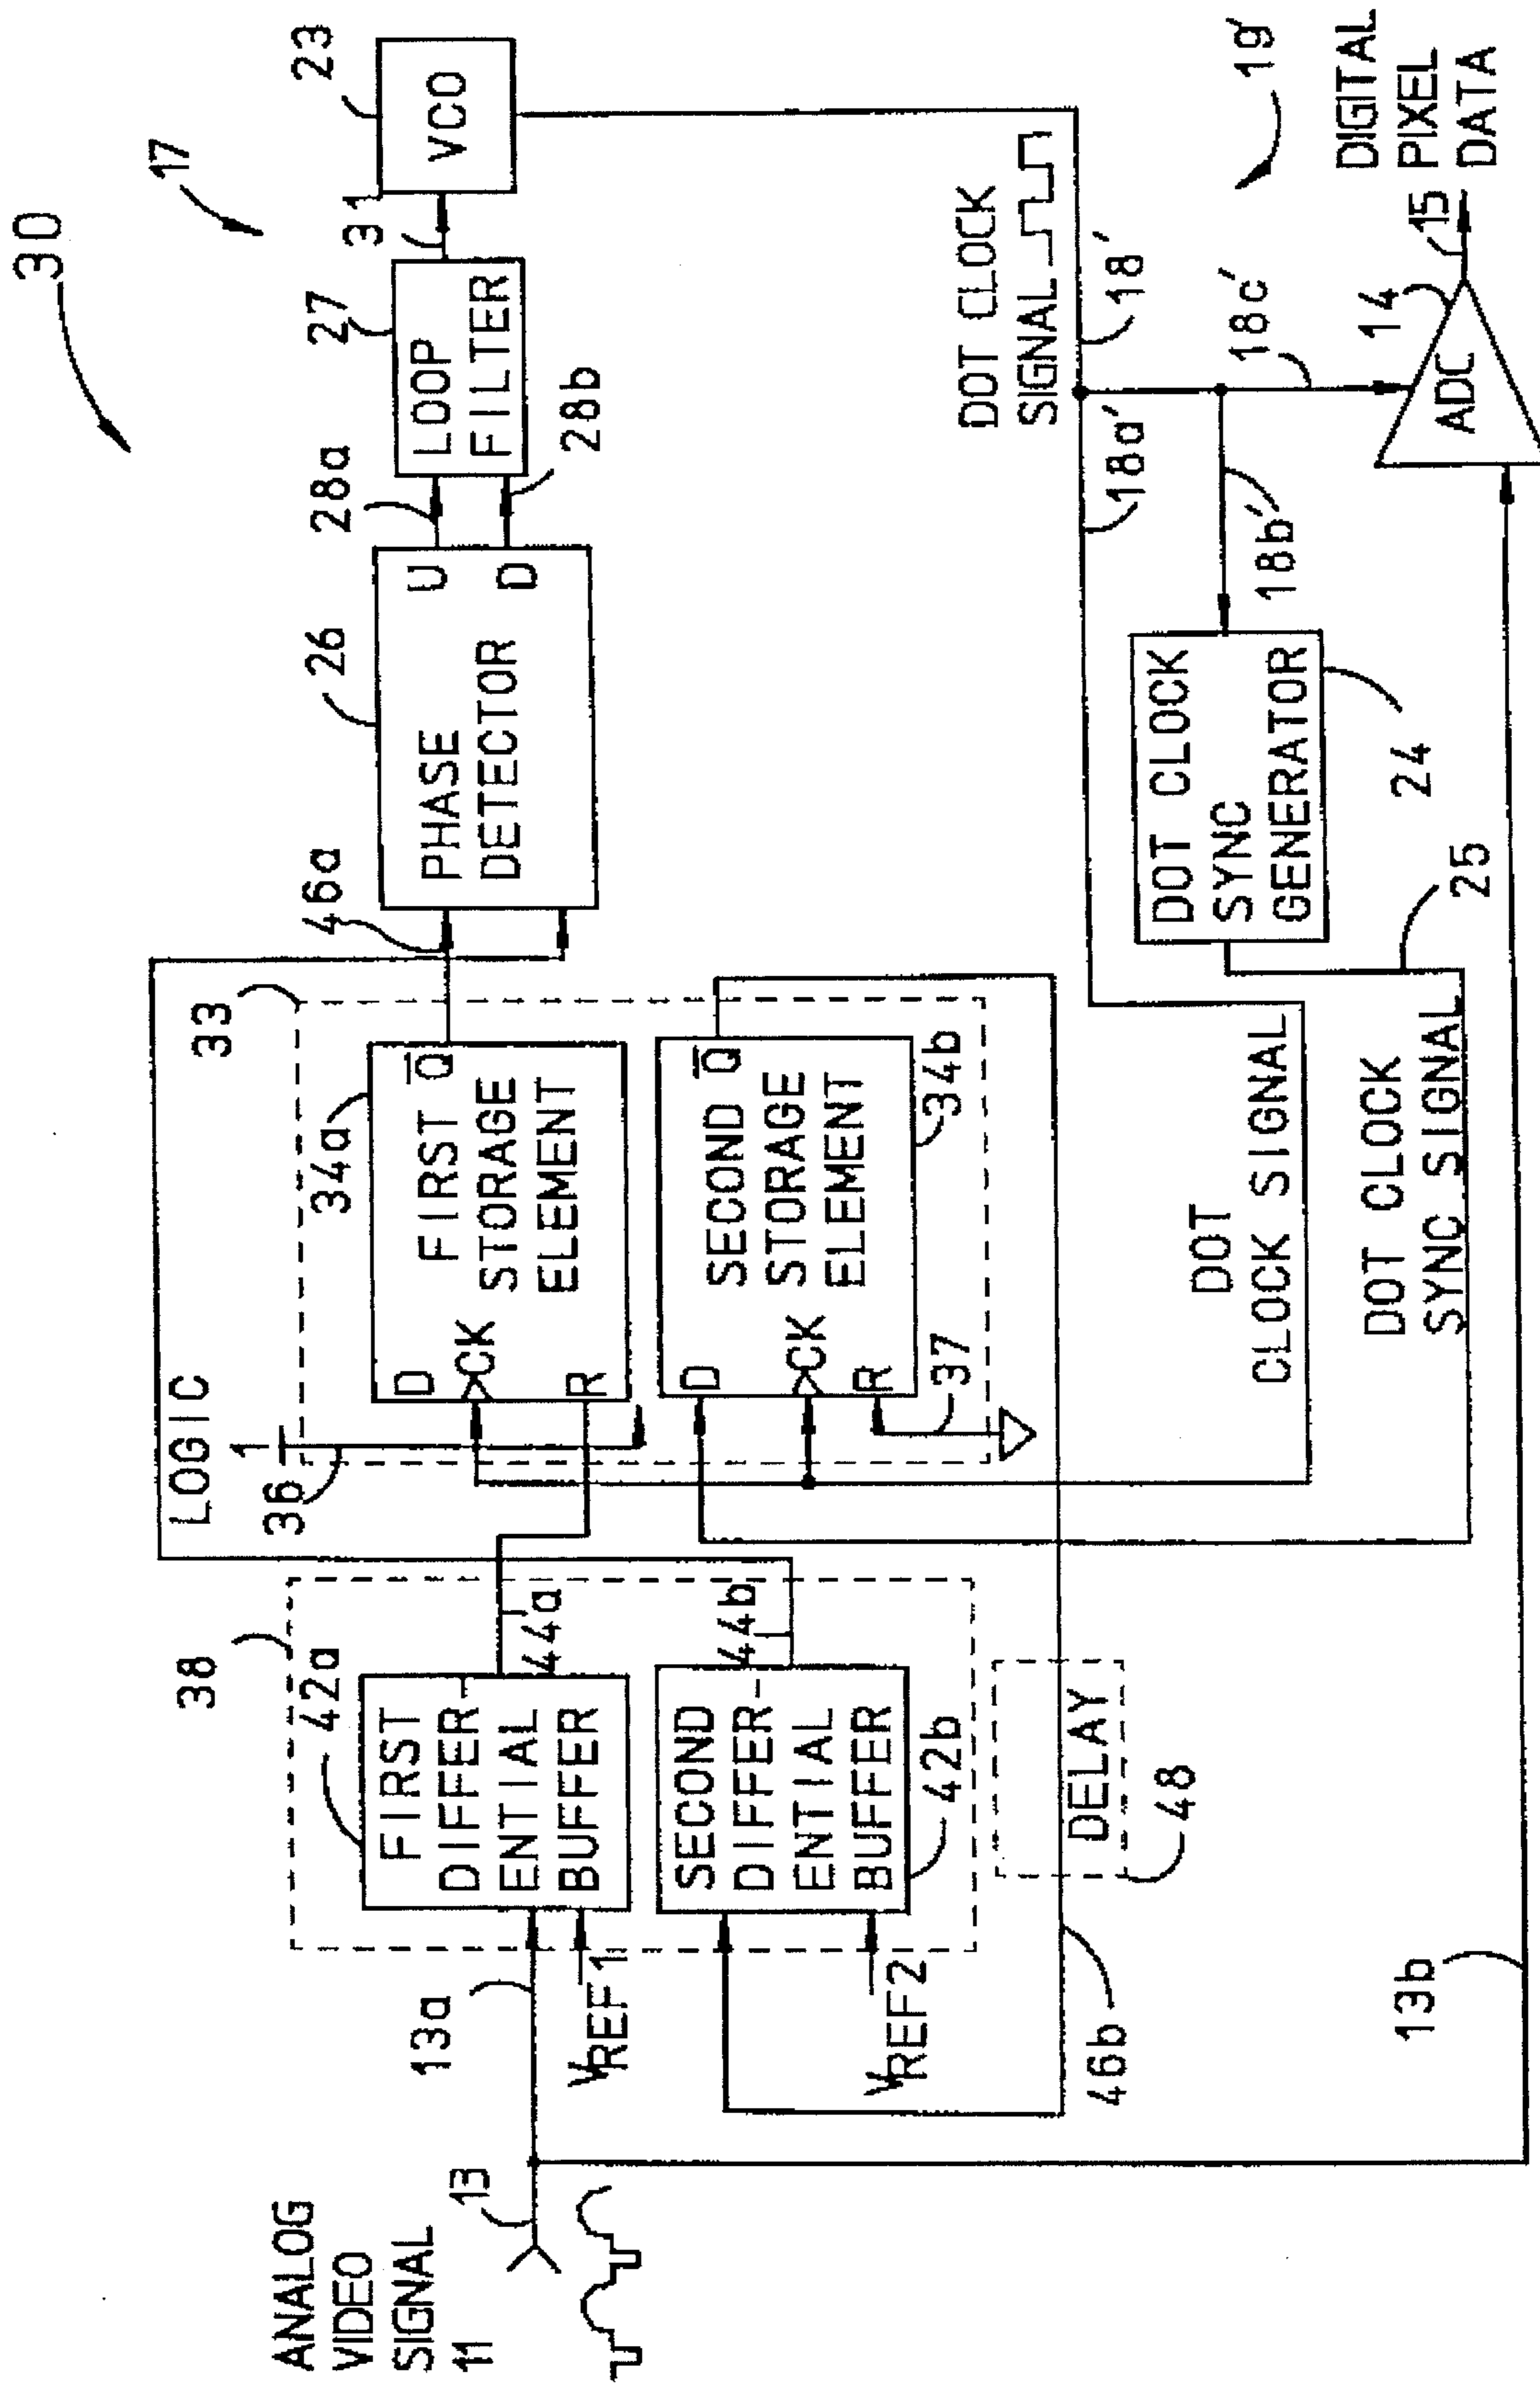 30
17
ANALOG
VIDEO
SIGNAL
11
13
13a
38
42a
FIRST
DIFFER-
ENTIAL
BUFFER
44a
VREF1
SECOND
DIFFER-
ENTIAL
BUFFER
44b
42b
VREF2
DELAY
48
46b
13b
LOGIC
1
36
33
34a
D
CK
R
FIRST Q̅
STORAGE
ELEMENT
D
CK
R
SECOND Q̅
STORAGE
ELEMENT
34b
37
46a
26
PHASE
DETECTOR
U
D
28a
28b
27
LOOP
FILTER
31
23
VCO
DOT CLOCK
SIGNAL
18'
18a'
18b'
18c'
DOT CLOCK
SYNC
GENERATOR
24
25
DOT
CLOCK SIGNAL
DOT CLOCK
SYNC SIGNAL
14
ADC
15
19'
DIGITAL
PIXEL
DATA